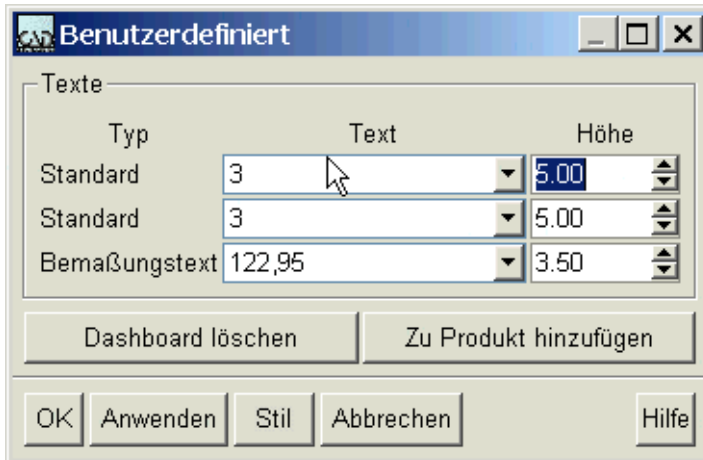 CAD Benutzerdefiniert
Texte
Typ Text Höhe
Standard 3 5.00
Standard 3 5.00
Bemaßungstext 122,95 3.50
Dashboard löschen Zu Produkt hinzufügen
OK Anwenden Stil Abbrechen Hilfe